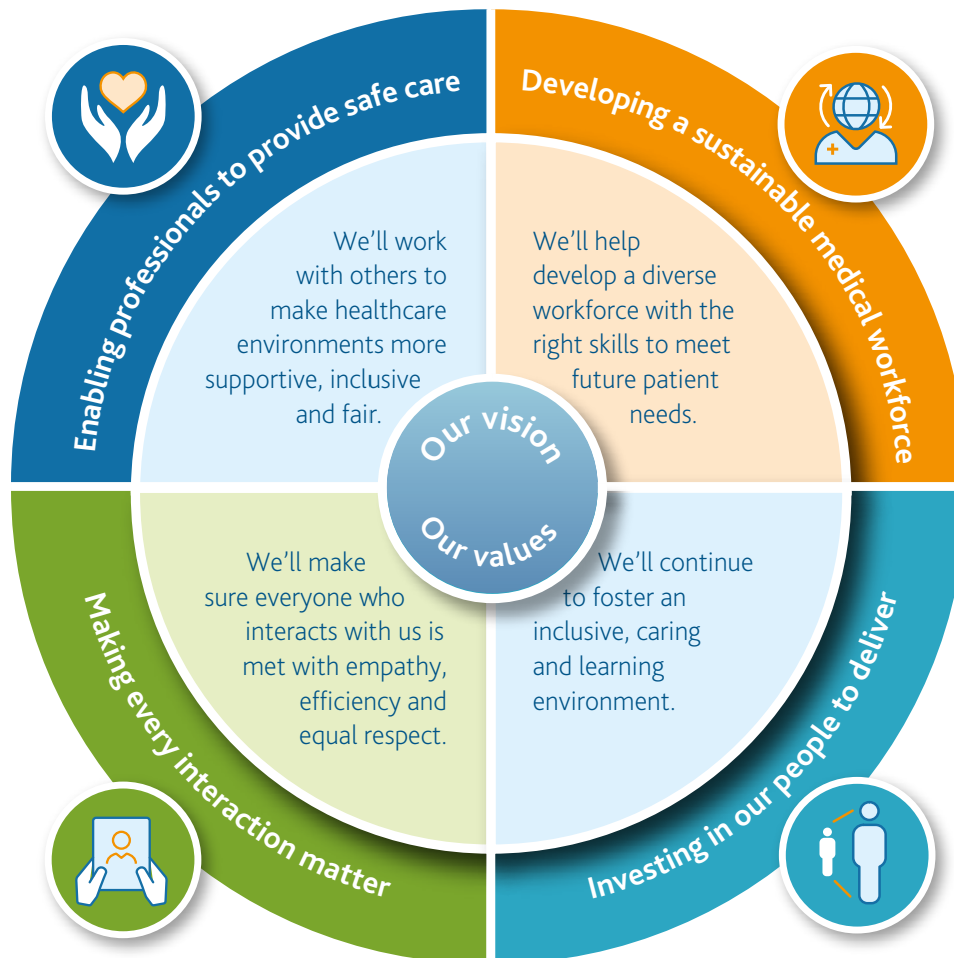 Enabling professionals to provide safe care
We’ll work
with others to
make healthcare
environments more
supportive, inclusive
and fair.
Developing a sustainable medical workforce
We’ll help
develop a diverse
workforce with the
right skills to meet
future patient
needs.
Our vision
Our values
Making every interaction matter
We’ll make
sure everyone who
interacts with us is
met with empathy,
efficiency and
equal respect.
Investing in our people to deliver
We’ll continue
to foster an
inclusive, caring
and learning
environment.